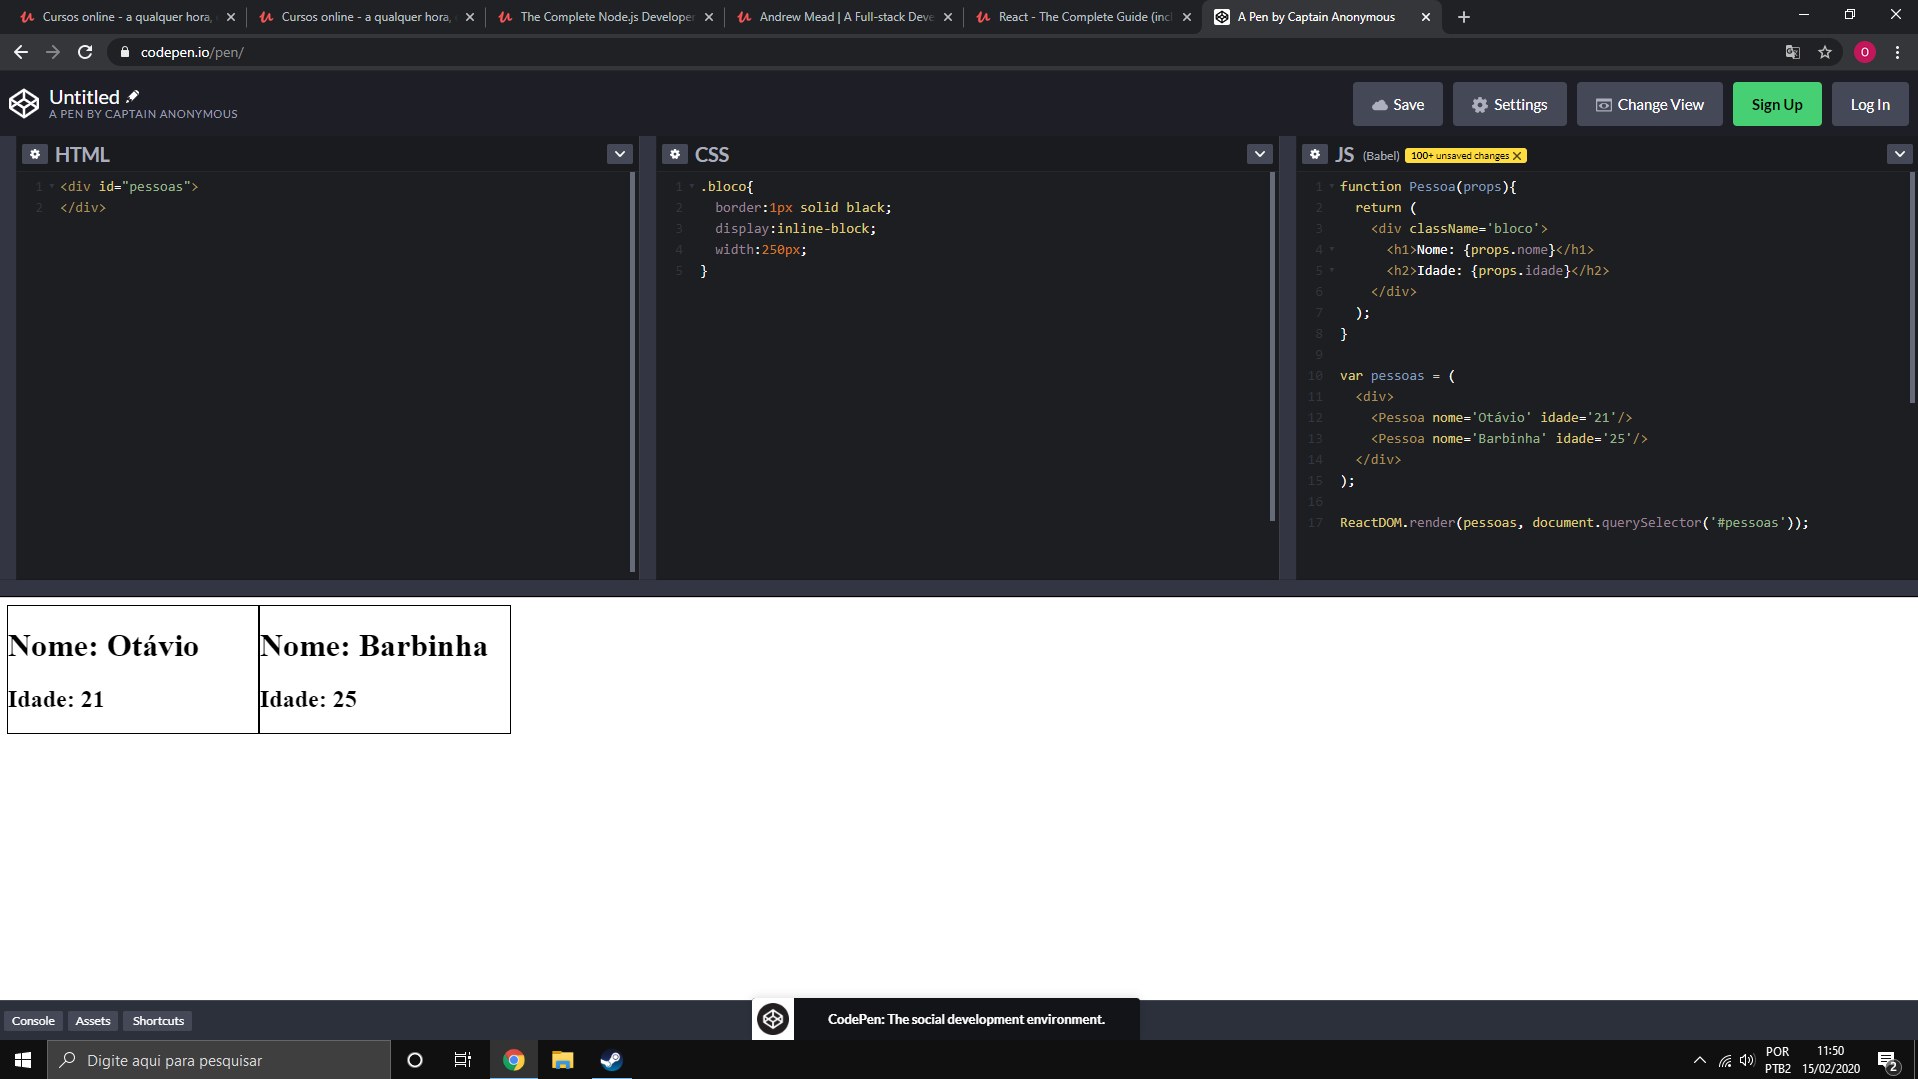 Cursos online - a qualquer hora,
Cursos online - a qualquer hora,
The Complete Node.js Developer
Andrew Mead | A Full-stack Deve
React - The Complete Guide (incl
A Pen by Captain Anonymous
codepen.io/pen/
O
Untitled
A PEN BY CAPTAIN ANONYMOUS
Save
Settings
Change View
Sign Up
Log In
HTML
1 <div id="pessoas">
2 </div>
CSS
1 .bloco{
2 border:1px solid black;
3 display:inline-block;
4 width:250px;
5 }
JS (Babel) 100+ unsaved changes X
1 function Pessoa(props){
2 return (
3 <div className='bloco'>
4 <h1>Nome: {props.nome}</h1>
5 <h2>Idade: {props.idade}</h2>
6 </div>
7 );
8 }
9
10 var pessoas = (
11 <div>
12 <Pessoa nome='Otávio' idade='21'/>
13 <Pessoa nome='Barbinha' idade='25'/>
14 </div>
15 );
16
17 ReactDOM.render(pessoas, document.querySelector('#pessoas'));
Nome: Otávio
Idade: 21
Nome: Barbinha
Idade: 25
Console
Assets
Shortcuts
CodePen: The social development environment.
Digite aqui para pesquisar
POR
PTB2
11:50
15/02/2020
2